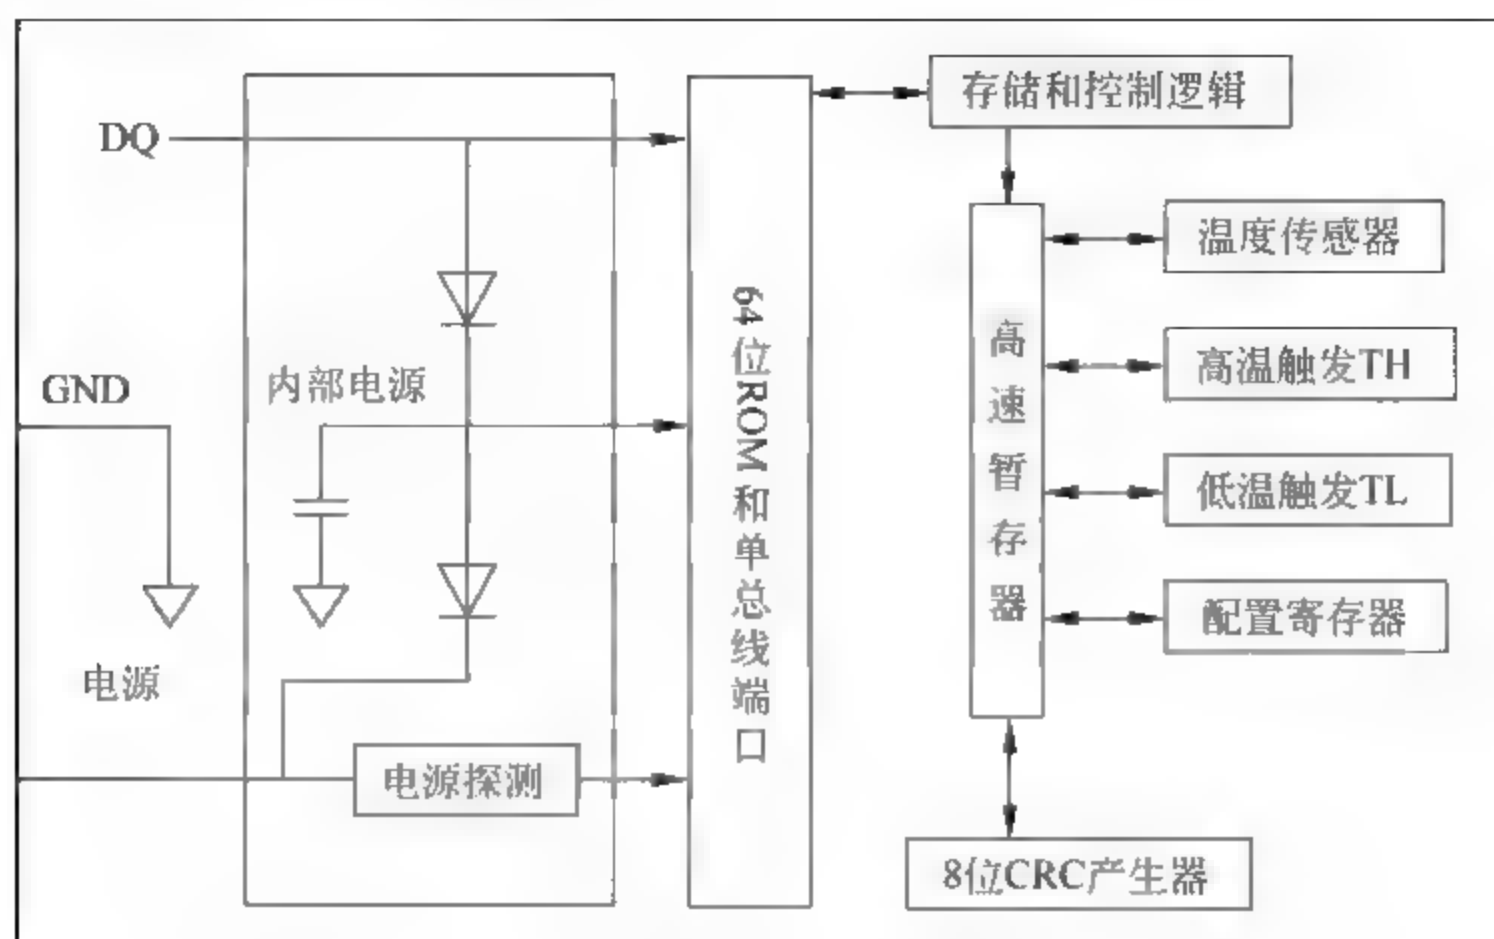 DQ
GND
电源
内部电源
电源探测
64位ROM和单总线端口
存储和控制逻辑
高速暂存器
温度传感器
高温触发TH
低温触发TL
配置寄存器
8位CRC产生器